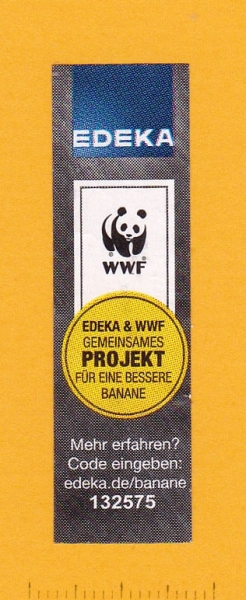 EDEKA
WWF
EDEKA & WWF
GEMEINSAMES
PROJEKT
FÜR EINE BESSERE
BANANE
Mehr erfahren?
Code eingeben:
edeka.de/banane
132575